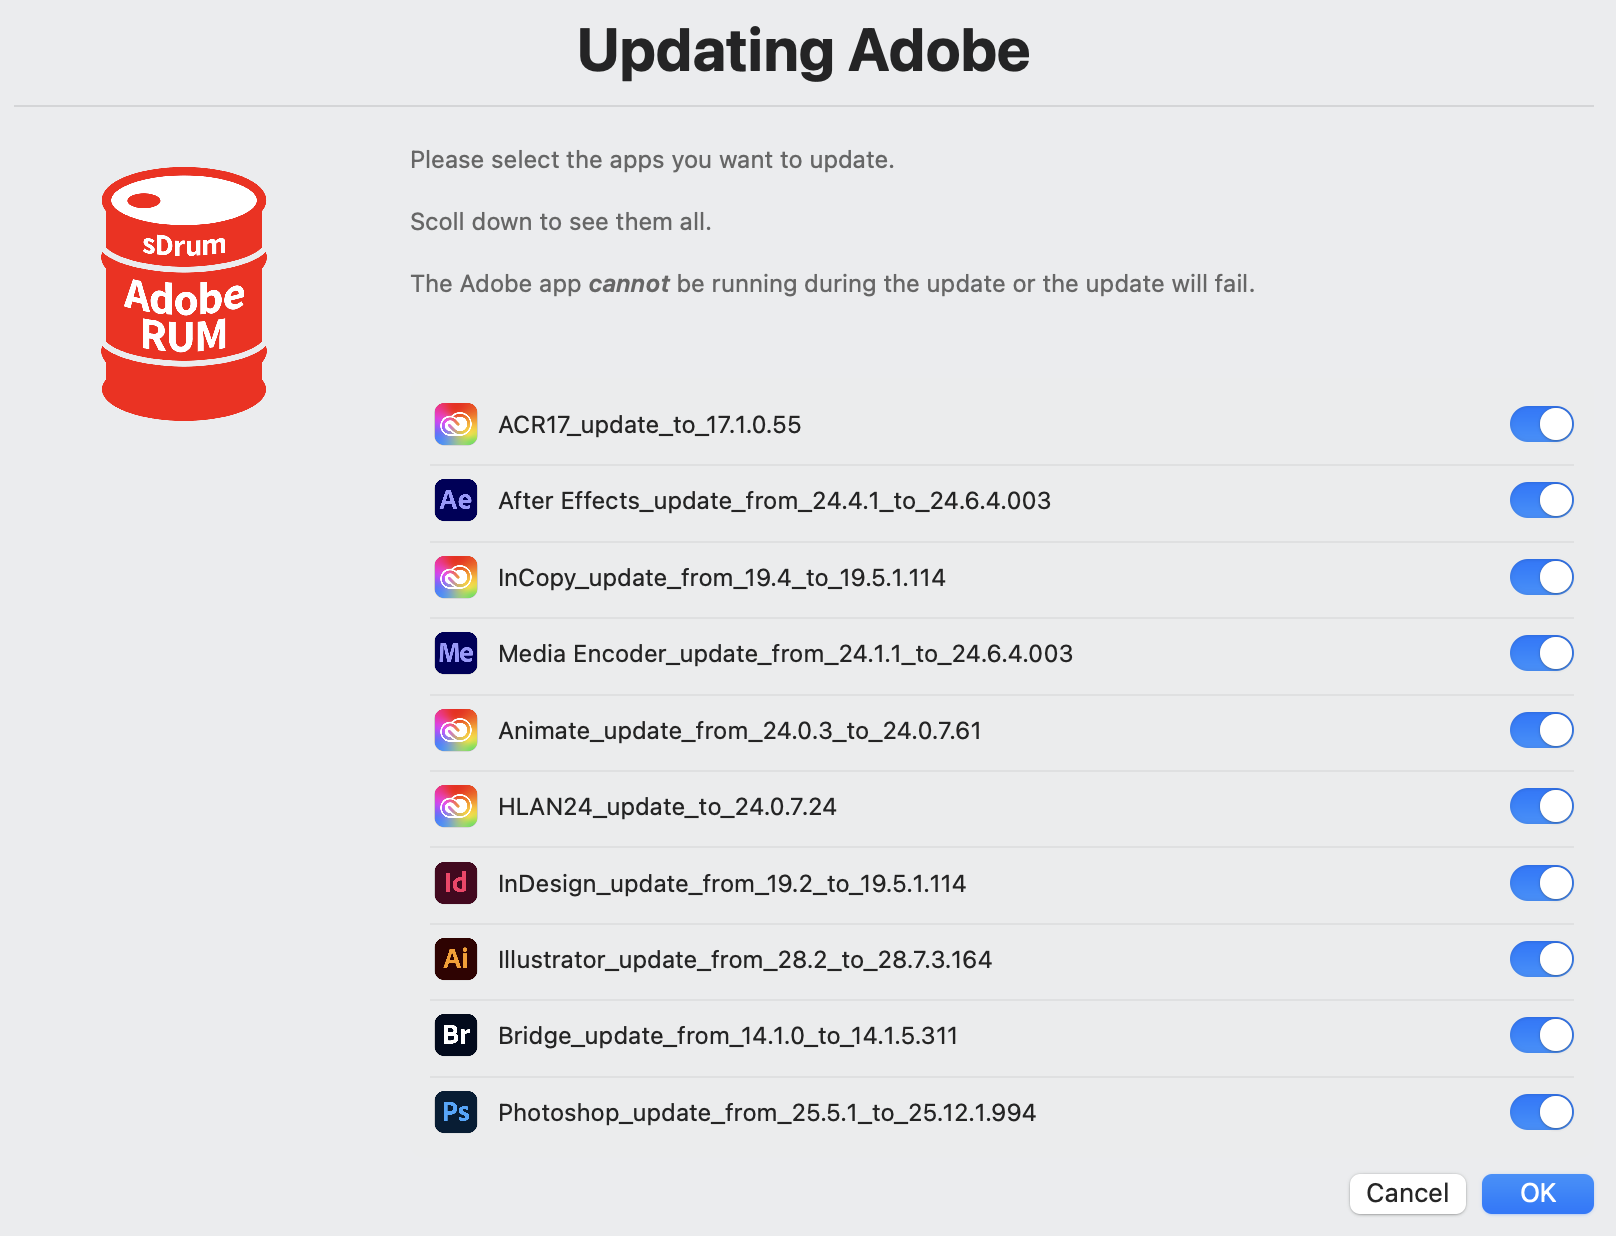 Updating Adobe
sDrum
Adobe
RUM
Please select the apps you want to update.
Scoll down to see them all.
The Adobe app cannot be running during the update or the update will fail.
ACR17_update_to_17.1.0.55
Ae
After Effects_update_from_24.4.1_to_24.6.4.003
InCopy_update_from_19.4_to_19.5.1.114
Me
Media Encoder_update_from_24.1.1_to_24.6.4.003
Animate_update_from_24.0.3_to_24.0.7.61
HLAN24_update_to_24.0.7.24
Id
InDesign_update_from_19.2_to_19.5.1.114
Ai
Illustrator_update_from_28.2_to_28.7.3.164
Br
Bridge_update_from_14.1.0_to_14.1.5.311
Ps
Photoshop_update_from_25.5.1_to_25.12.1.994
Cancel
OK